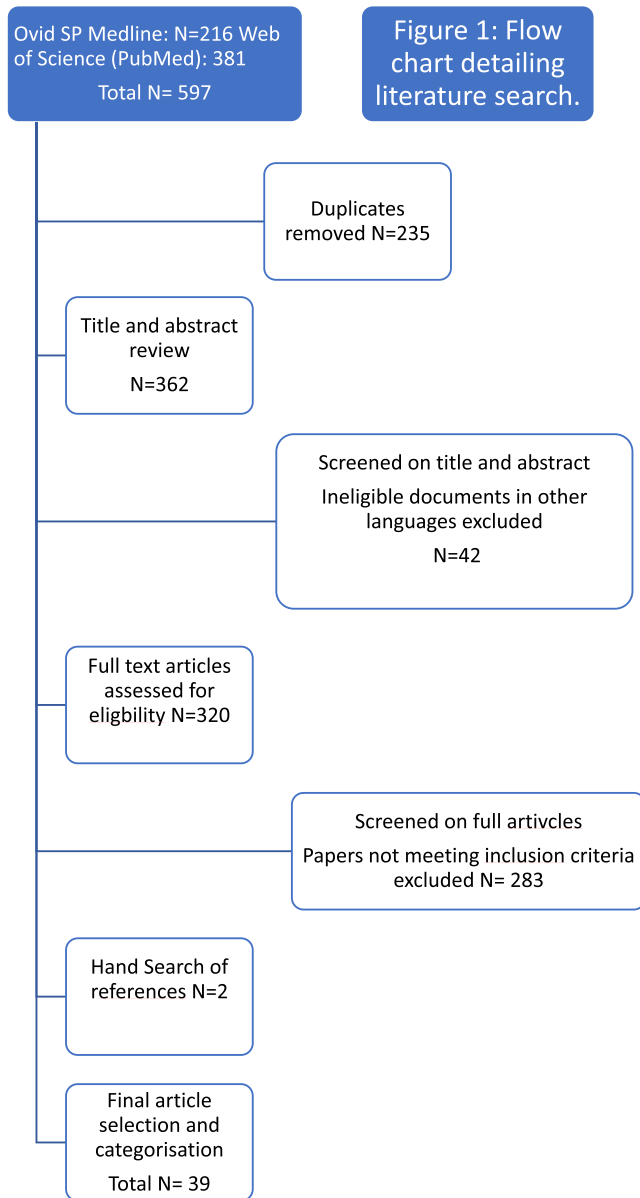 Ovid SP Medline: N=216 Web
of Science (PubMed): 381
Total N= 597
Figure 1: Flow
chart detailing
literature search.
Duplicates
removed N=235
Title and abstract
review
N=362
Screened on title and abstract
Ineligible documents in other
languages excluded
N=42
Full text articles
assessed for
eligbility N=320
Screened on full artivcles
Papers not meeting inclusion criteria
excluded N= 283
Hand Search of
references N=2
Final article
selection and
categorisation
Total N= 39